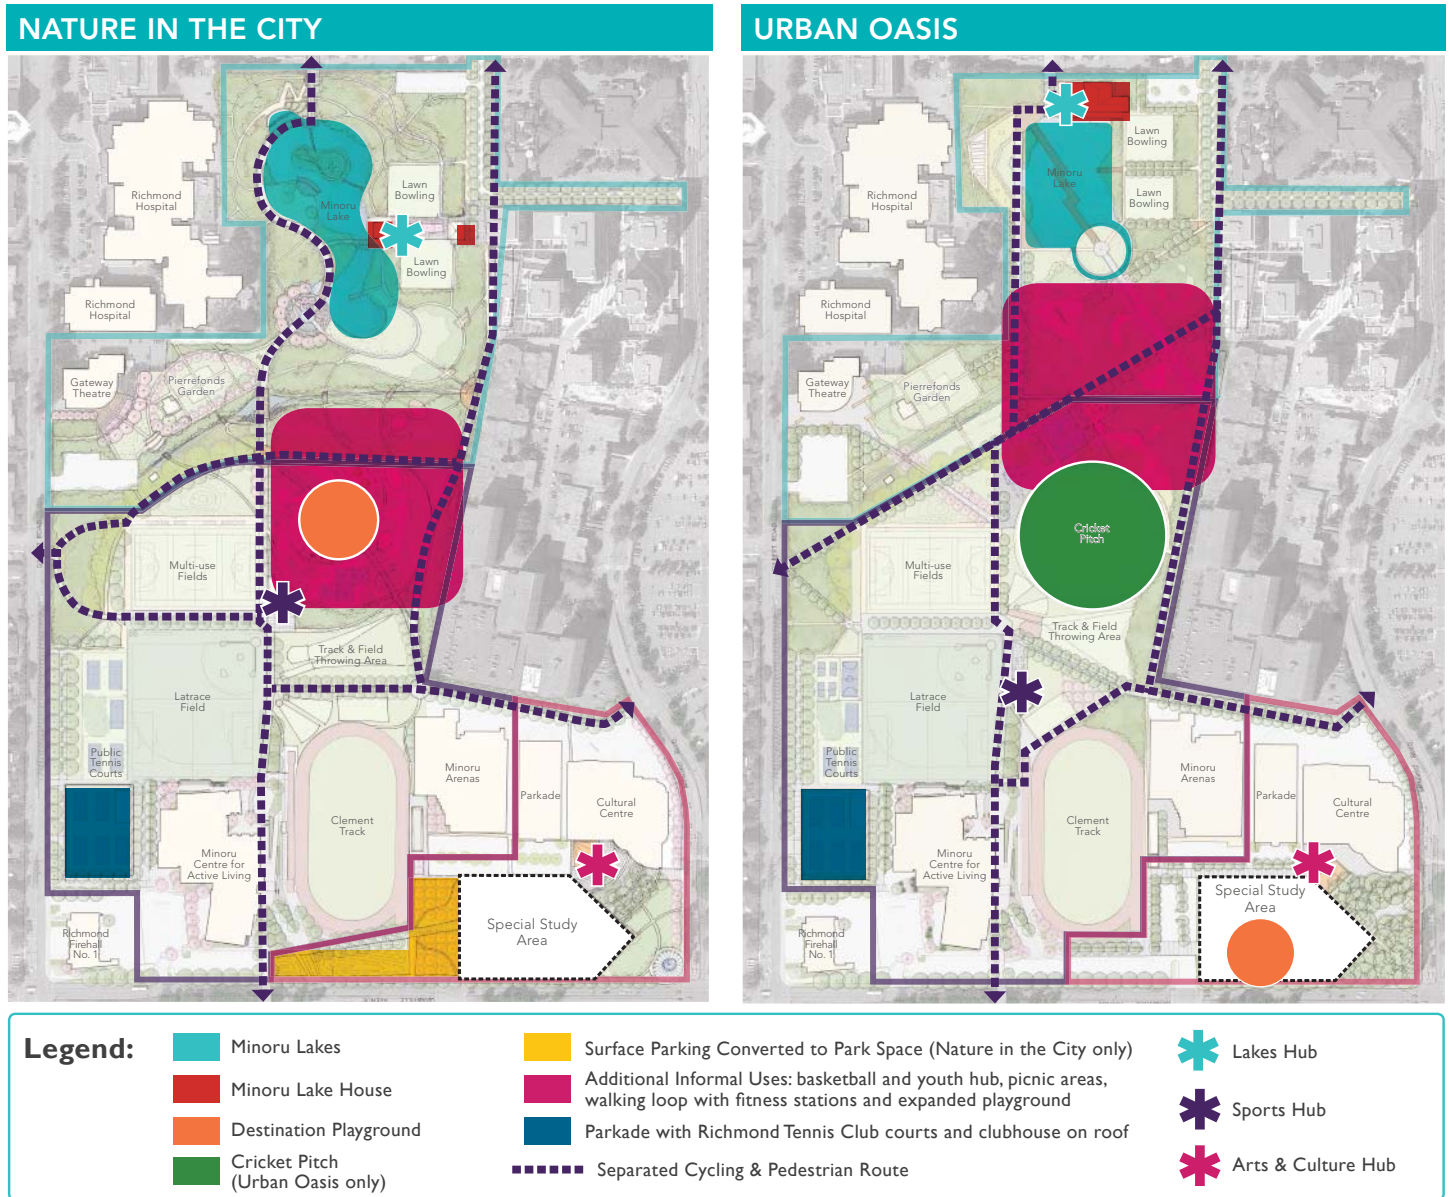 NATURE IN THE CITY
Richmond
Hospital
Richmond
Hospital
Minoru
Lake
Lawn
Bowling
Lawn
Bowling
Gateway
Theatre
Pierrefonds
Garden
Multi-use
Fields
Track & Field
Throwing Area
Latrace
Field
Public
Tennis
Courts
Minoru
Arenas
Parkade
Cultural
Centre
Clement
Track
Minoru
Centre for
Active Living
Richmond
Firehall
No. 1
Special Study
Area
URBAN OASIS
Lawn
Bowling
Minoru
Lake
Lawn
Bowling
Richmond
Hospital
Richmond
Hospital
Gateway
Theatre
Pierrefonds
Garden
Cricket
Pitch
Multi-use
Fields
Track & Field
Throwing Area
Latrace
Field
Public
Tennis
Courts
Minoru
Arenas
Parkade
Cultural
Centre
Clement
Track
Minoru
Centre for
Active Living
Richmond
Firehall
No. 1
Special Study
Area
Legend:
Minoru Lakes
Minoru Lake House
Destination Playground
Cricket Pitch
(Urban Oasis only)
Surface Parking Converted to Park Space (Nature in the City only)
Additional Informal Uses: basketball and youth hub, picnic areas,
walking loop with fitness stations and expanded playground
Parkade with Richmond Tennis Club courts and clubhouse on roof
Separated Cycling & Pedestrian Route
Lakes Hub
Sports Hub
Arts & Culture Hub